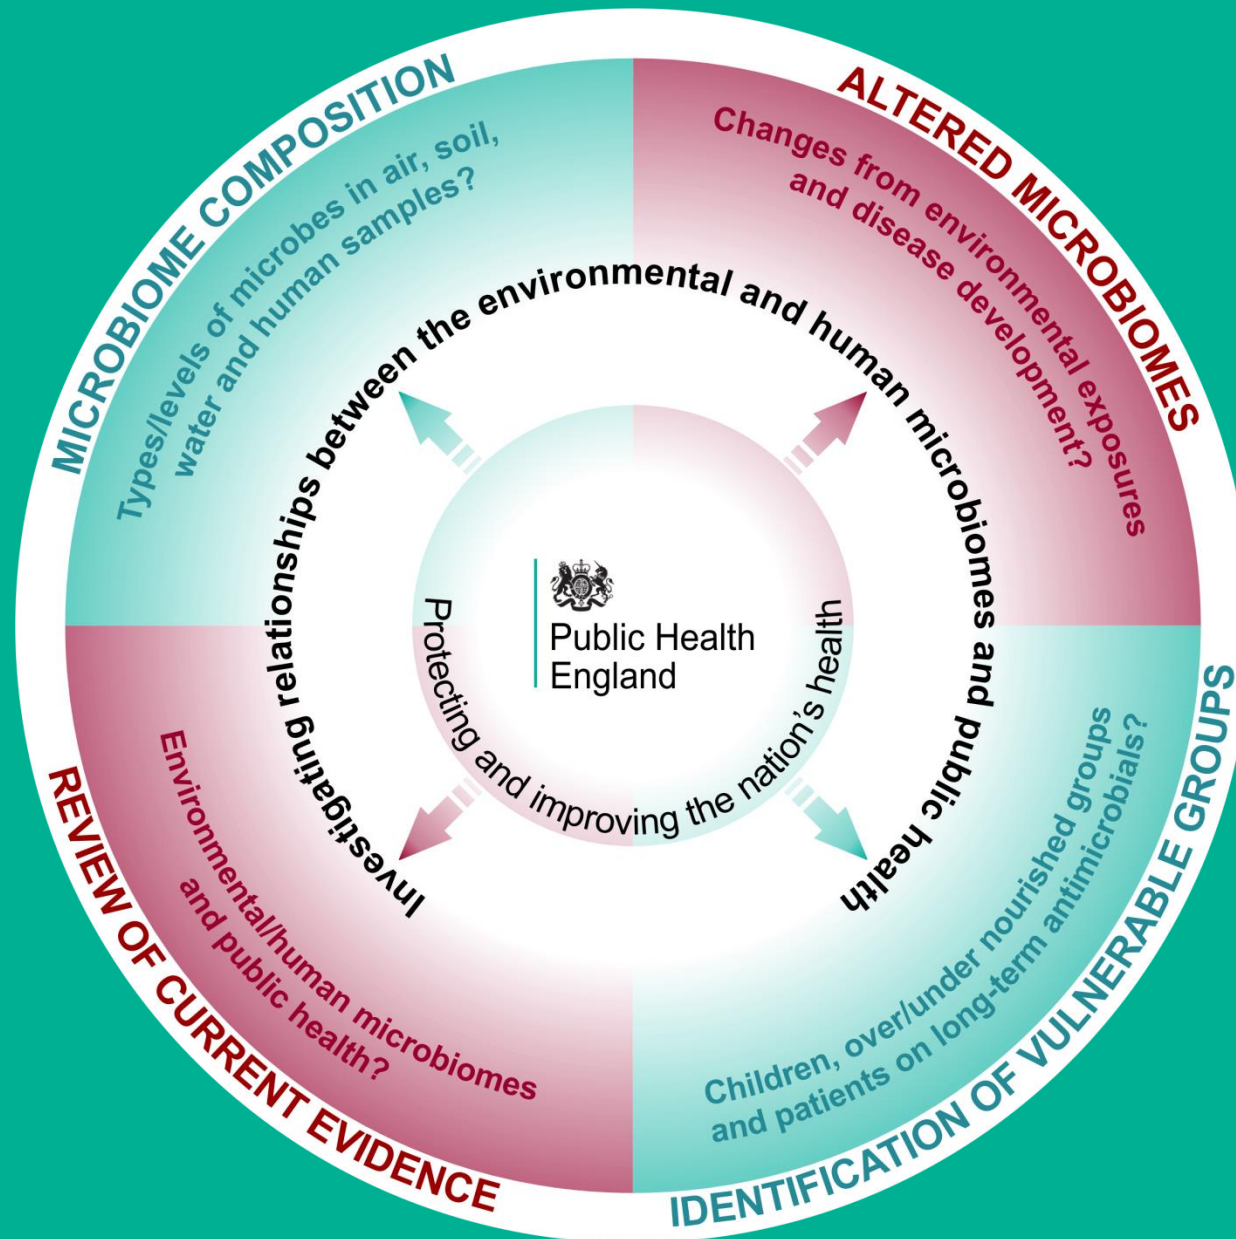 MICROBIOME COMPOSITION
Types/levels of microbes in air, soil,
water and human samples?
ALTERED MICROBIOMES
Changes from environmental exposures
and disease development?
Investigating relationships between the environmental and human microbiomes and public health
Public Health
England
Protecting and improving the nation's health
REVIEW OF CURRENT EVIDENCE
Environmental/human microbiomes
and public health?
IDENTIFICATION OF VULNERABLE GROUPS
Children, over/under nourished groups
and patients on long-term antimicrobials?